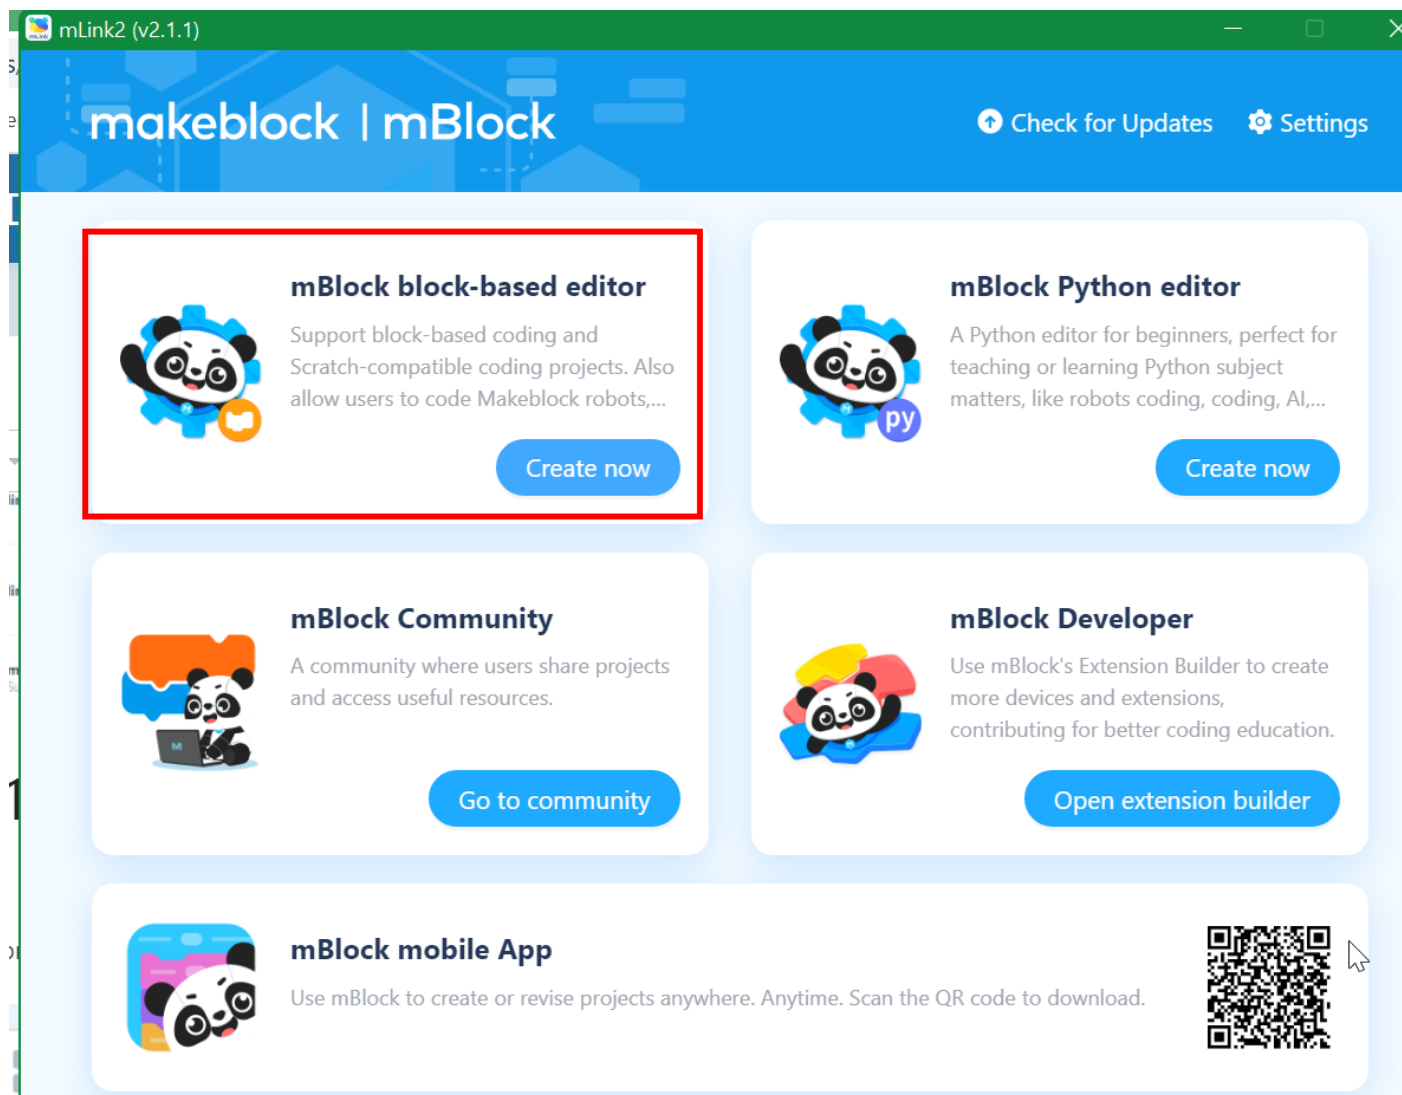 mLink2 (v2.1.1)
makeblock | mBlock
Check for Updates
Settings
mBlock block-based editor
Support block-based coding and
Scratch-compatible coding projects. Also
allow users to code Makeblock robots,...
Create now
mBlock Python editor
A Python editor for beginners, perfect for
teaching or learning Python subject
matters, like robots coding, coding, AI,...
py
Create now
mBlock Community
A community where users share projects
and access useful resources.
M
Go to community
mBlock Developer
Use mBlock's Extension Builder to create
more devices and extensions,
contributing for better coding education.
Open extension builder
mBlock mobile App
Use mBlock to create or revise projects anywhere. Anytime. Scan the QR code to download.